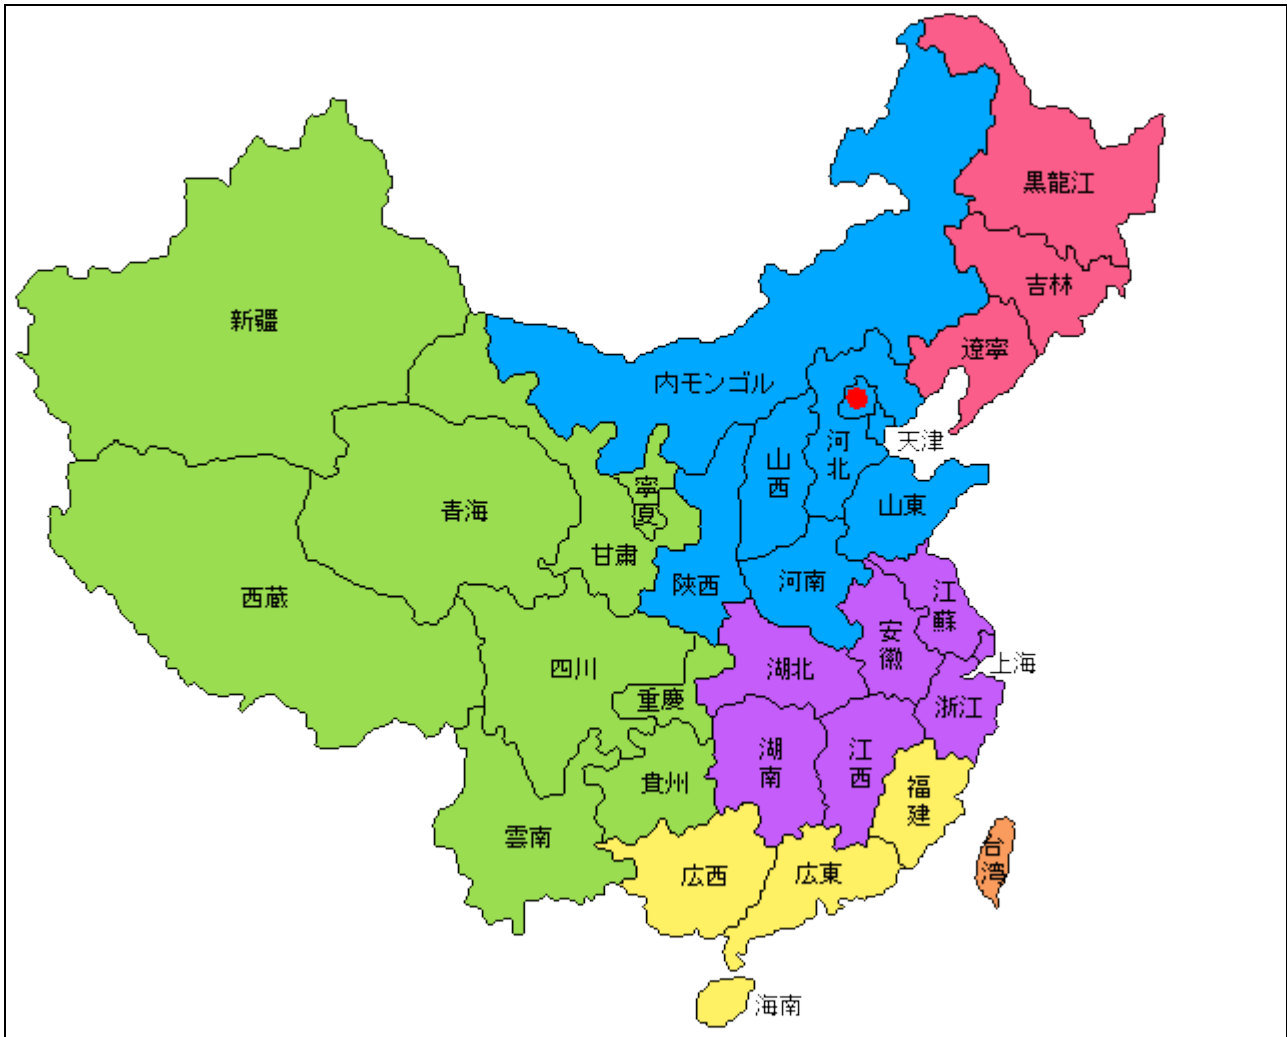 黒龍江
吉林
遼寧
新疆
内モンゴル
河北
天津
山西
山東
寧夏
青海
甘粛
陝西
河南
西蔵
江蘇
安徽
上海
四川
湖北
重慶
浙江
湖南
江西
貴州
福建
雲南
広西
広東
台湾
海南